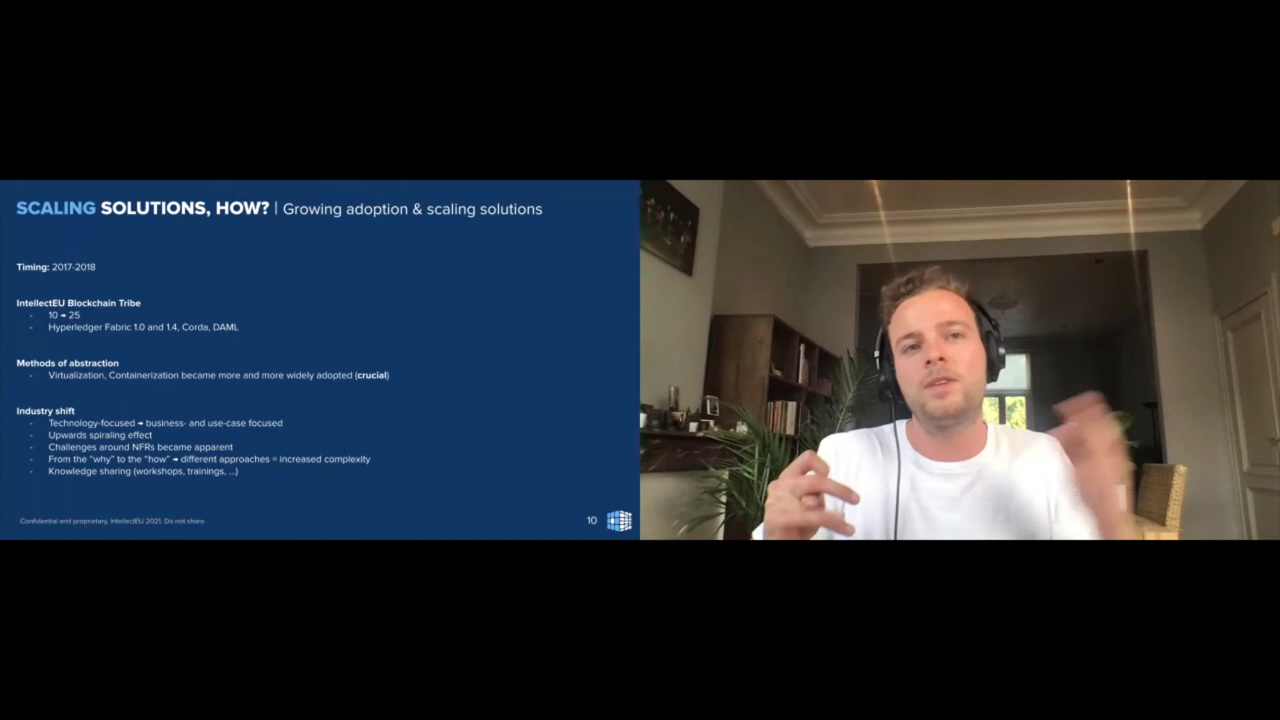 SCALING SOLUTIONS, HOW? | Growing adoption & scaling solutions
Timing: 2017-2018
IntellectEU Blockchain Tribe
- 10 → 25
- Hyperledger Fabric 1.0 and 1.4, Corda, DAML
Methods of abstraction
- Virtualization, Containerization became more and more widely adopted (crucial)
Industry shift
- Technology-focused → business- and use-case focused
- Upwards spiraling effect
- Challenges around NFRs became apparent
- From the “why” to the “how” → different approaches = increased complexity
- Knowledge sharing (workshops, trainings, ...)
Confidential and proprietary, IntellectEU 2021. Do not share.
10